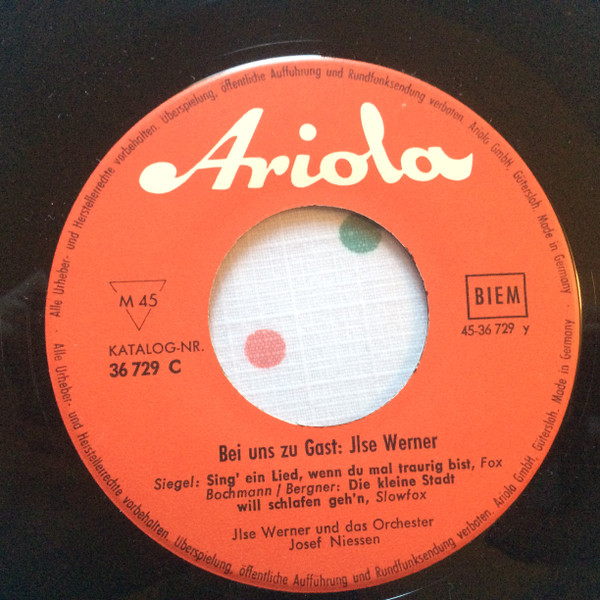 Alle Urheber- und Herstellerrechte vorbehalten. Überspielung, öffentliche Aufführung und Rundfunksendung verboten. Ariola GmbH. Gütersloh. Made in Germany
Ariola
M 45
BIEM
45-36 729 y
KATALOG-NR.
36 729 C
Bei uns zu Gast: Jlse Werner
Siegel: Sing' ein Lied, wenn du mal traurig bist, Fox
Bochmann / Bergner: Die kleine Stadt
will schlafen geh'n, Slowfox
Jlse Werner und das Orchester
Josef Niessen
Alle Urheber- und Herstellerrechte vorbehalten. Überspielung, öffentliche Aufführung und Rundfunksendung verboten. Ariola GmbH. Gütersloh. Made in Germany